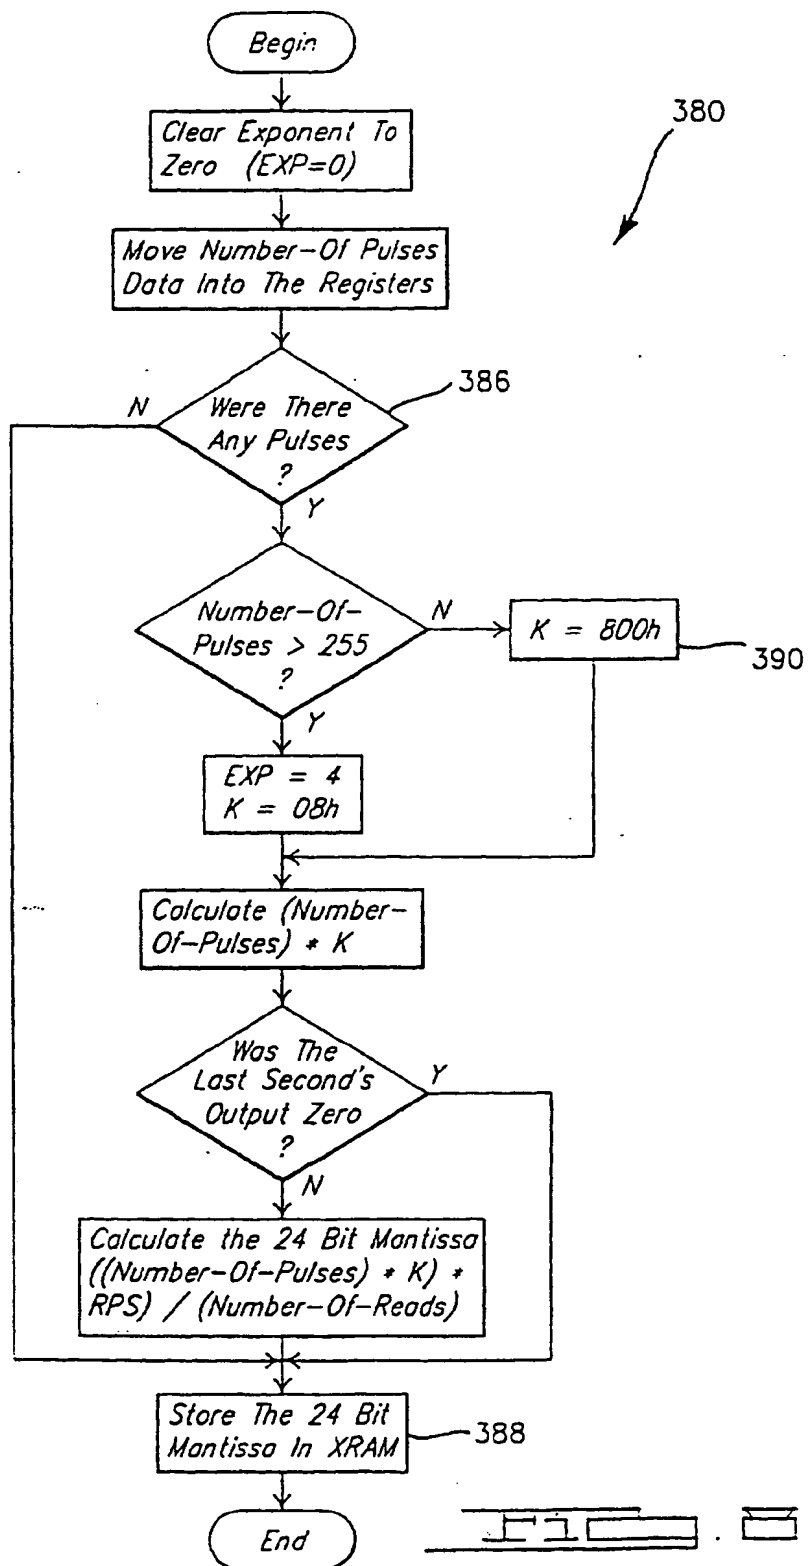 Begin
380
Clear Exponent To
Zero (EXP=0)
Move Number-Of Pulses
Data Into The Registers
386
N
Were There
Any Pulses
?
Y
Number-Of-
Pulses > 255
?
N
K = 800h
390
Y
EXP = 4
K = 08h
Calculate (Number-
Of-Pulses) * K
Was The
Last Second's
Output Zero
?
Y
N
Calculate the 24 Bit Mantissa
((Number-Of-Pulses) * K) *
RPS) / (Number-Of-Reads)
Store The 24 Bit
Mantissa In XRAM
388
End